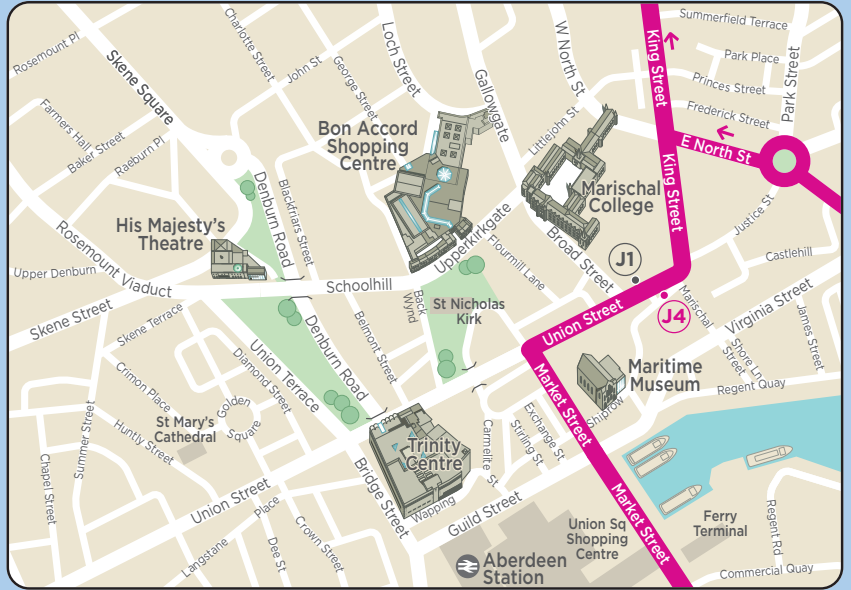 Summerfield Terrace
Rosemount Pl
Charlotte Street
Loch Street
W North St
King Street
Park Street
Skene Square
John St
George Street
Gallowgate
Park Place
Princes Street
Frederick Street
Farmers Hall
Baker Street
Raeburn Pl
Bon Accord
Shopping
Centre
Littlejohn St
E North St
King Street
Denburn Road
Blackfriars Street
Marischal
College
Justice St
His Majesty's
Theatre
Rosemount Viaduct
Upper Denburn
Upperkirkgate
Flourmill Lane
Broad Street
J1
Castlehill
Schoolhill
Skene Street
Skene Terrace
Back
Wynd
St Nicholas
Kirk
Union Street
J4
Marischal
Virginia Street
James Street
Denburn Road
Belmont Street
Union Terrace
Diamond Street
Shore Ln
Street
Maritime
Museum
Regent Quay
Crimon Place
Golden
Square
Market Street
Shiprow
Summer Street
Huntly Street
St Mary's
Cathedral
Trinity
Centre
Carmelite St
Exchange St
Stirling St
Chapel Street
Union Street
Bridge Street
Wapping
Guild Street
Market Street
Langstane
Place
Dee St
Crown Street
Union Sq
Shopping
Centre
Ferry
Terminal
Regent Rd
Aberdeen
Station
Commercial Quay